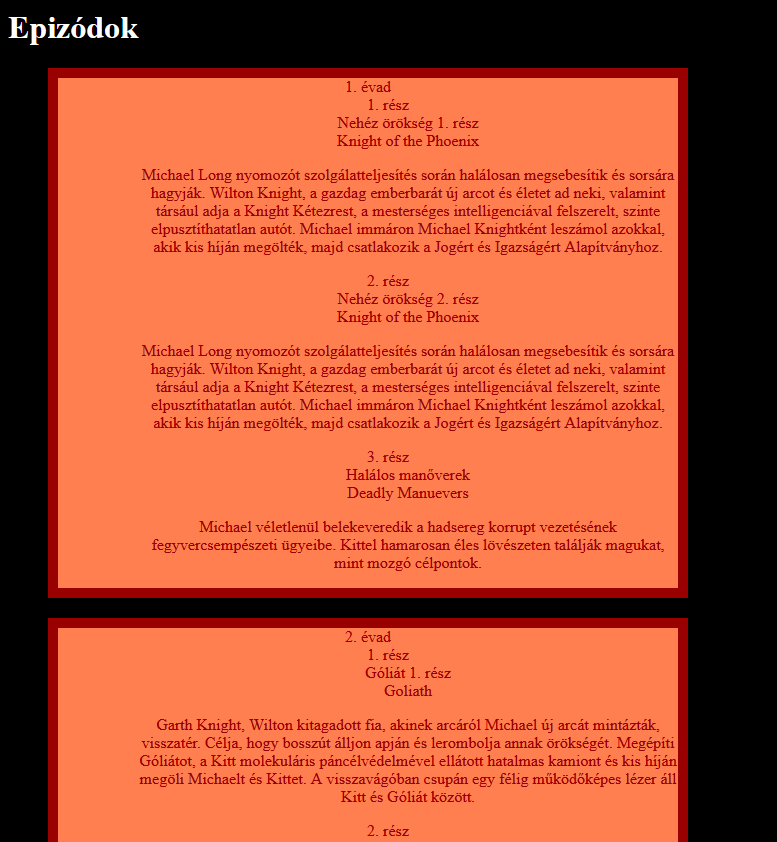 Epizódok
1. évad
1. rész
Nehéz örökség 1. rész
Knight of the Phoenix
Michael Long nyomozót szolgálatteljesítés során halálosan megsebesítik és sorsára
hagyják. Wilton Knight, a gazdag emberbarát új arcot és életet ad neki, valamint
társául adja a Knight Kétezrest, a mesterséges intelligenciával felszerelt, szinte
elpusztíthatatlan autót. Michael immáron Michael Knightként leszámol azokkal,
akik kis híján megölték, majd csatlakozik a Jogért és Igazságért Alapítványhoz.
2. rész
Nehéz örökség 2. rész
Knight of the Phoenix
Michael Long nyomozót szolgálatteljesítés során halálosan megsebesítik és sorsára
hagyják. Wilton Knight, a gazdag emberbarát új arcot és életet ad neki, valamint
társául adja a Knight Kétezrest, a mesterséges intelligenciával felszerelt, szinte
elpusztíthatatlan autót. Michael immáron Michael Knightként leszámol azokkal,
akik kis híján megölték, majd csatlakozik a Jogért és Igazságért Alapítványhoz.
3. rész
Halálos manőverek
Deadly Manuevers
Michael véletlenül belekeveredik a hadsereg korrupt vezetésének
fegyvercsempészeti ügyeibe. Kittel hamarosan éles lövészeten találják magukat,
mint mozgó célpontok.
2. évad
1. rész
Góliát 1. rész
Goliath
Garth Knight, Wilton kitagadott fia, akinek arcáról Michael új arcát mintázták,
visszatér. Célja, hogy bosszút álljon apján és lerombolja annak örökségét. Megépíti
Góliátot, a Kitt molekuláris páncélvédelmével ellátott hatalmas kamiont és kis híján
megöli Michaelt és Kittet. A visszavágóban csupán egy félig működőképes lézer áll
Kitt és Góliát között.
2. rész